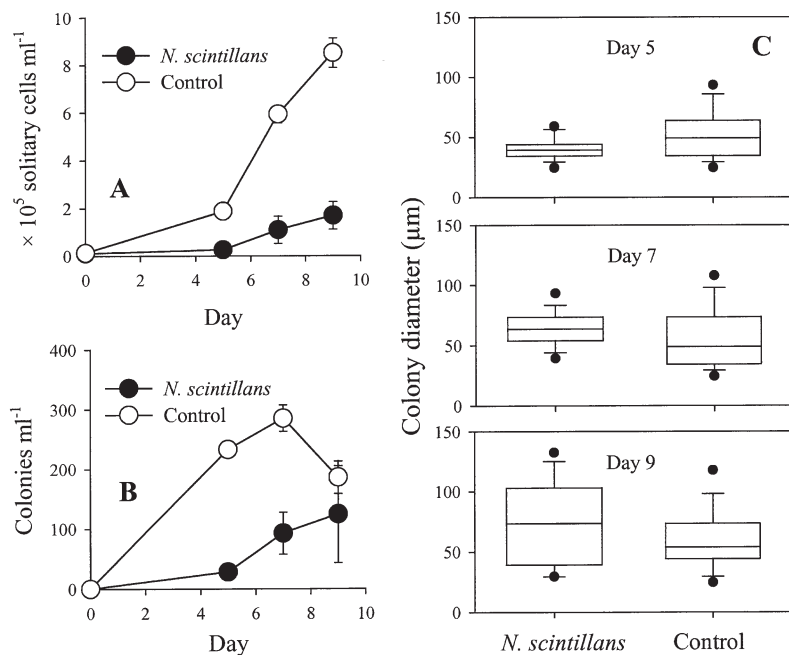 10
8
6
4
2
0
× 10⁵ solitary cells ml⁻¹
N. scintillans
Control
A
0 2 4 6 8 10
Day
400
300
200
100
0
Colonies ml⁻¹
N. scintillans
Control
B
0 2 4 6 8 10
Day
Colony diameter (μm)
150
100
50
0
Day 5
C
150
100
50
0
Day 7
150
100
50
0
Day 9
N. scintillans Control